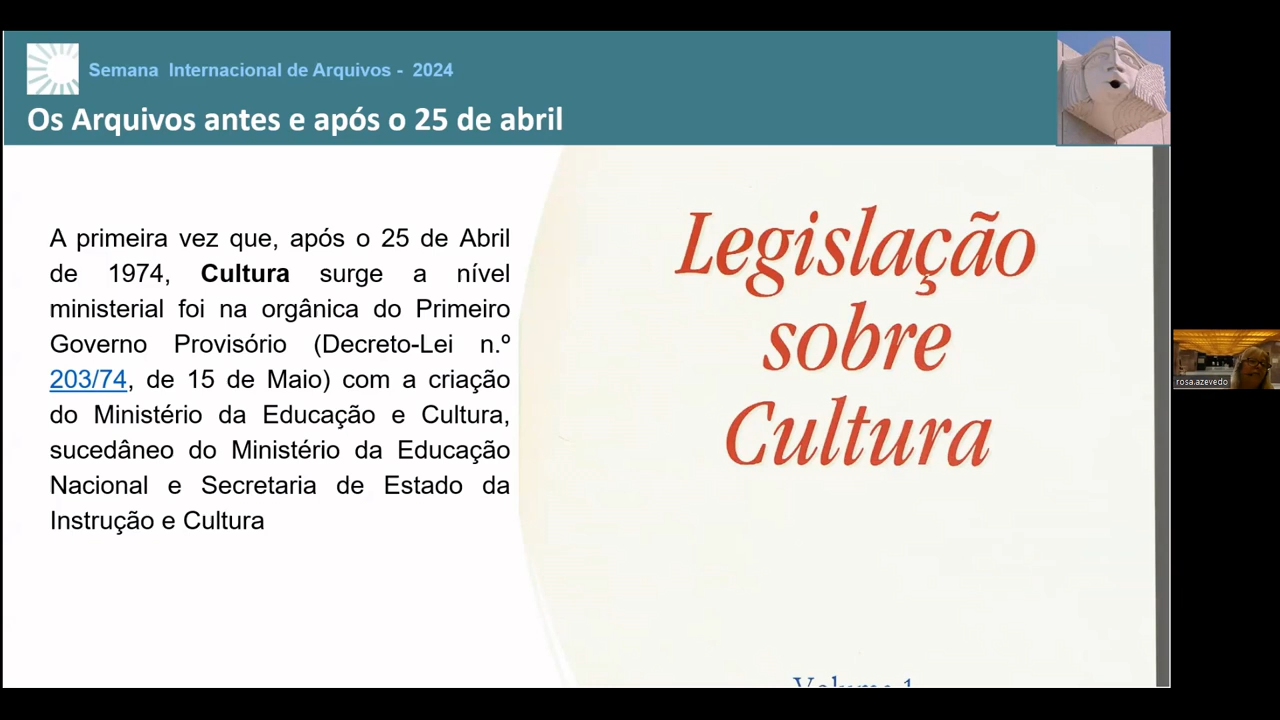 Semana Internacional de Arquivos - 2024
Os Arquivos antes e após o 25 de abril
A primeira vez que, após o 25 de Abril
de 1974, Cultura surge a nível
ministerial foi na orgânica do Primeiro
Governo Provisório (Decreto-Lei n.º
203/74, de 15 de Maio) com a criação
do Ministério da Educação e Cultura,
sucedâneo do Ministério da Educação
Nacional e Secretaria de Estado da
Instrução e Cultura
Legislação
sobre
Cultura
Volume 1
rosa.azevedo